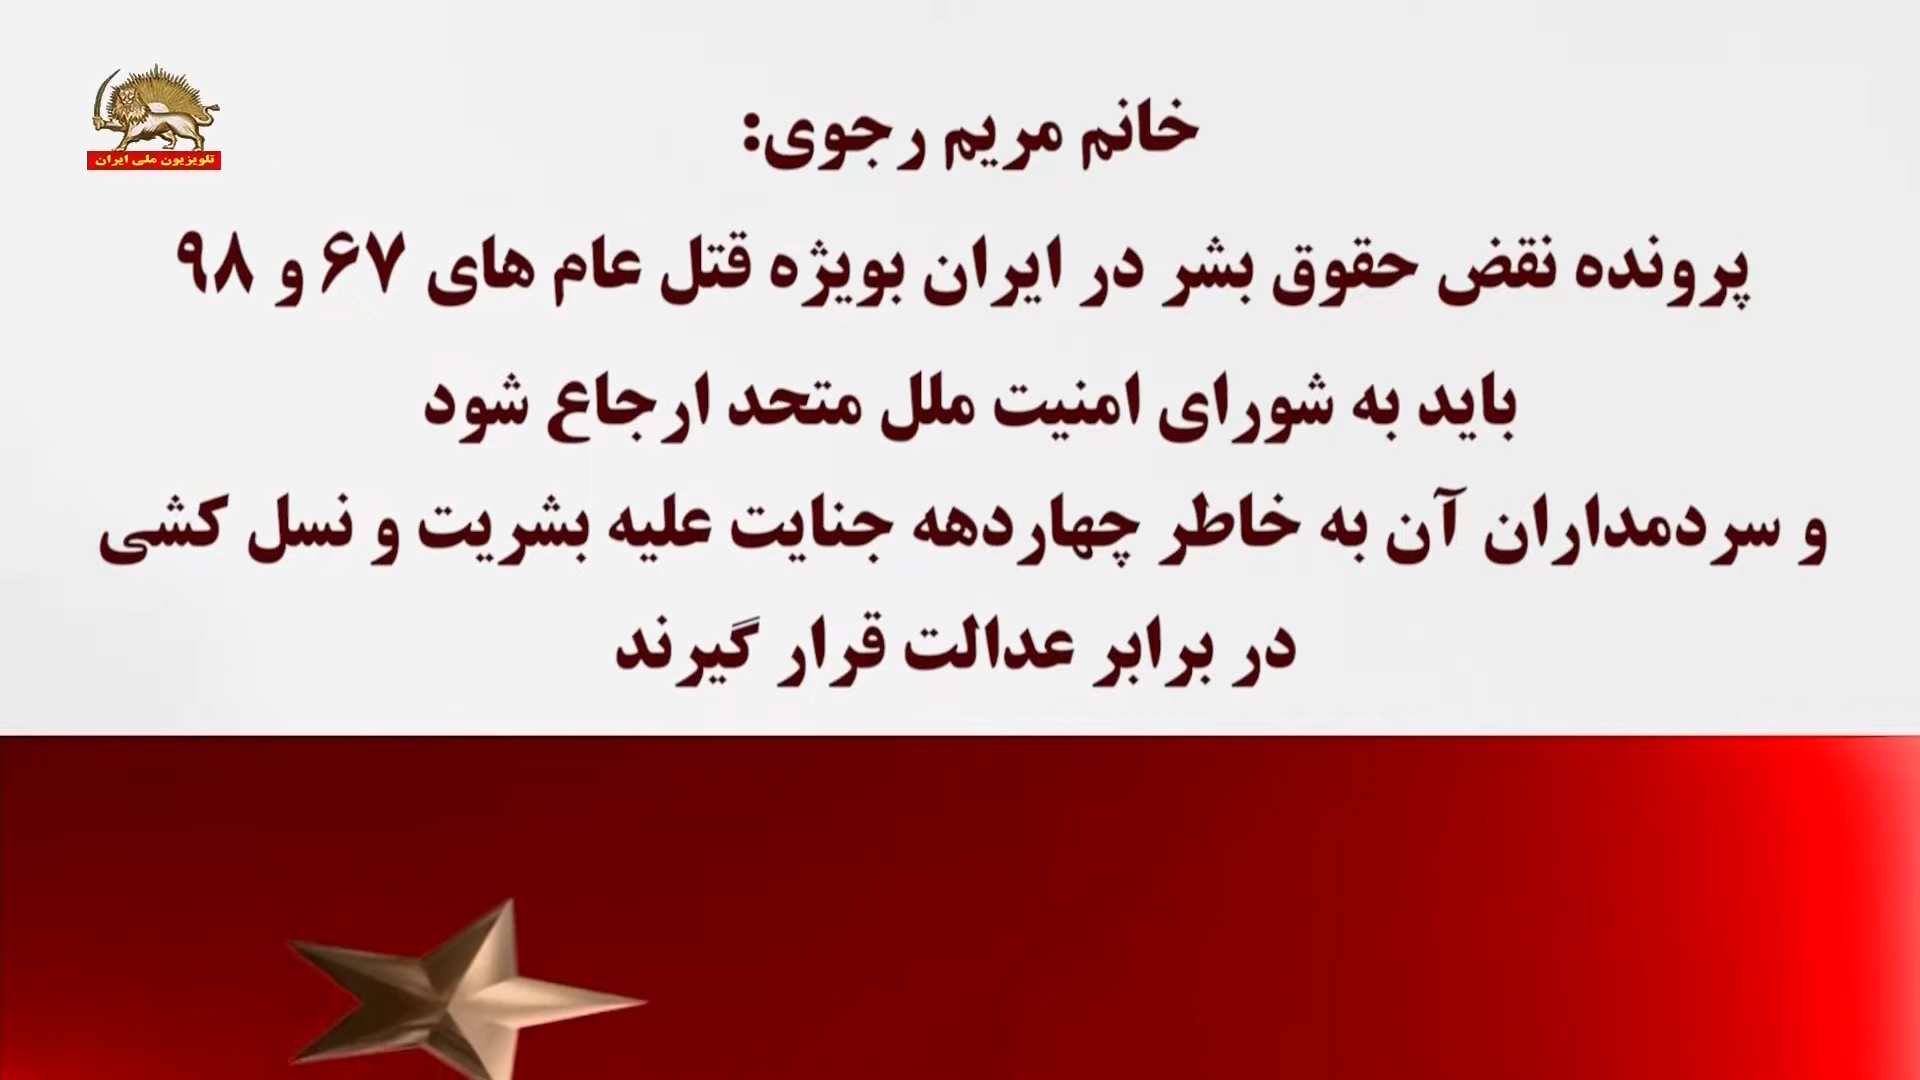 تلویزیون ملی ایران
خانم مریم رجوی:
پرونده نقض حقوق بشر در ایران بویژه قتل عام های ۶۷ و ۹۸
باید به شورای امنیت ملل متحد ارجاع شود
و سردمداران آن به خاطر چهاردهه جنایت علیه بشریت و نسل کشی
در برابر عدالت قرار گیرند